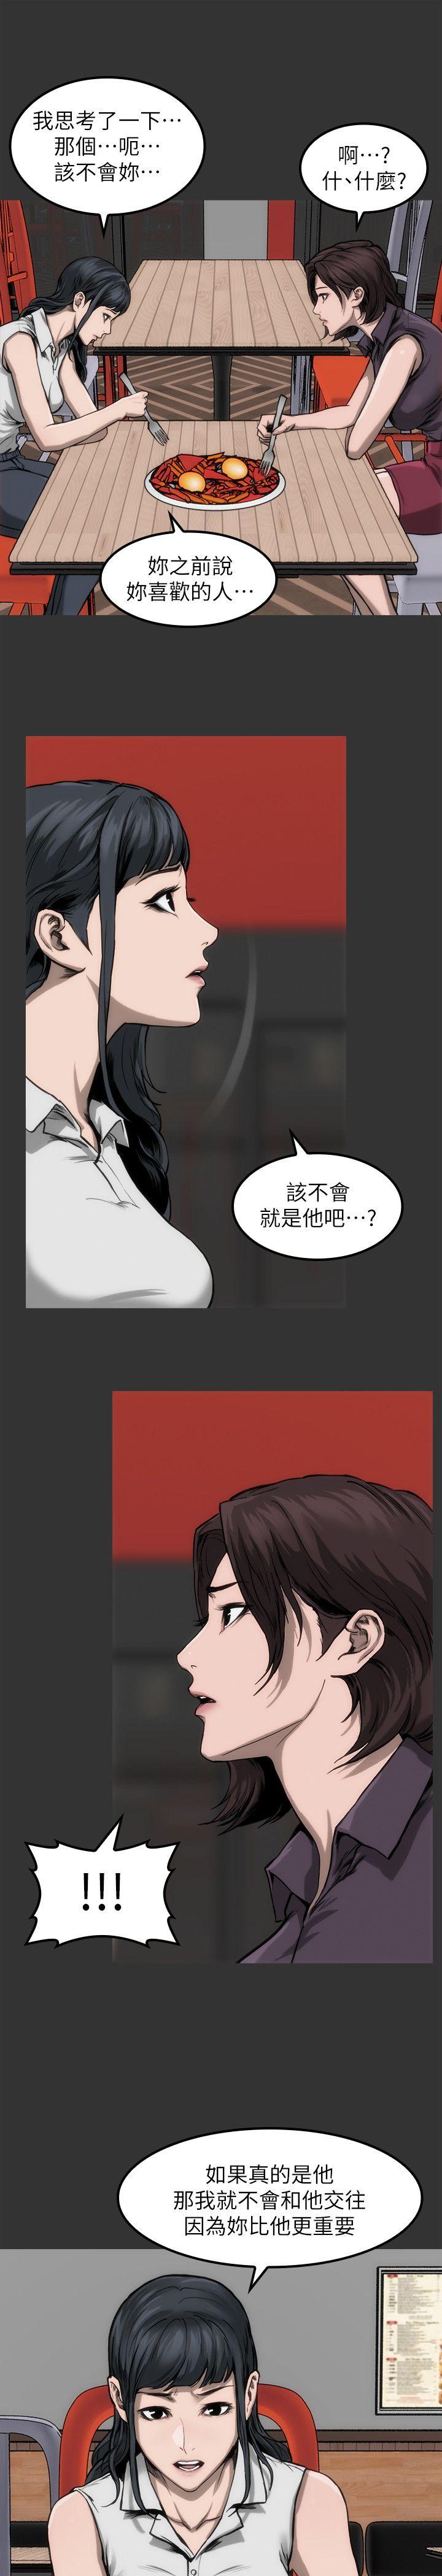 我思考了一下⋯
那個⋯呃⋯
該不會妳⋯
啊⋯?
什、什麼?
妳之前說
妳喜歡的人⋯
該不會
就是他吧⋯?
!!!
如果真的是他
那我就不會和他交往
因為妳比他更重要